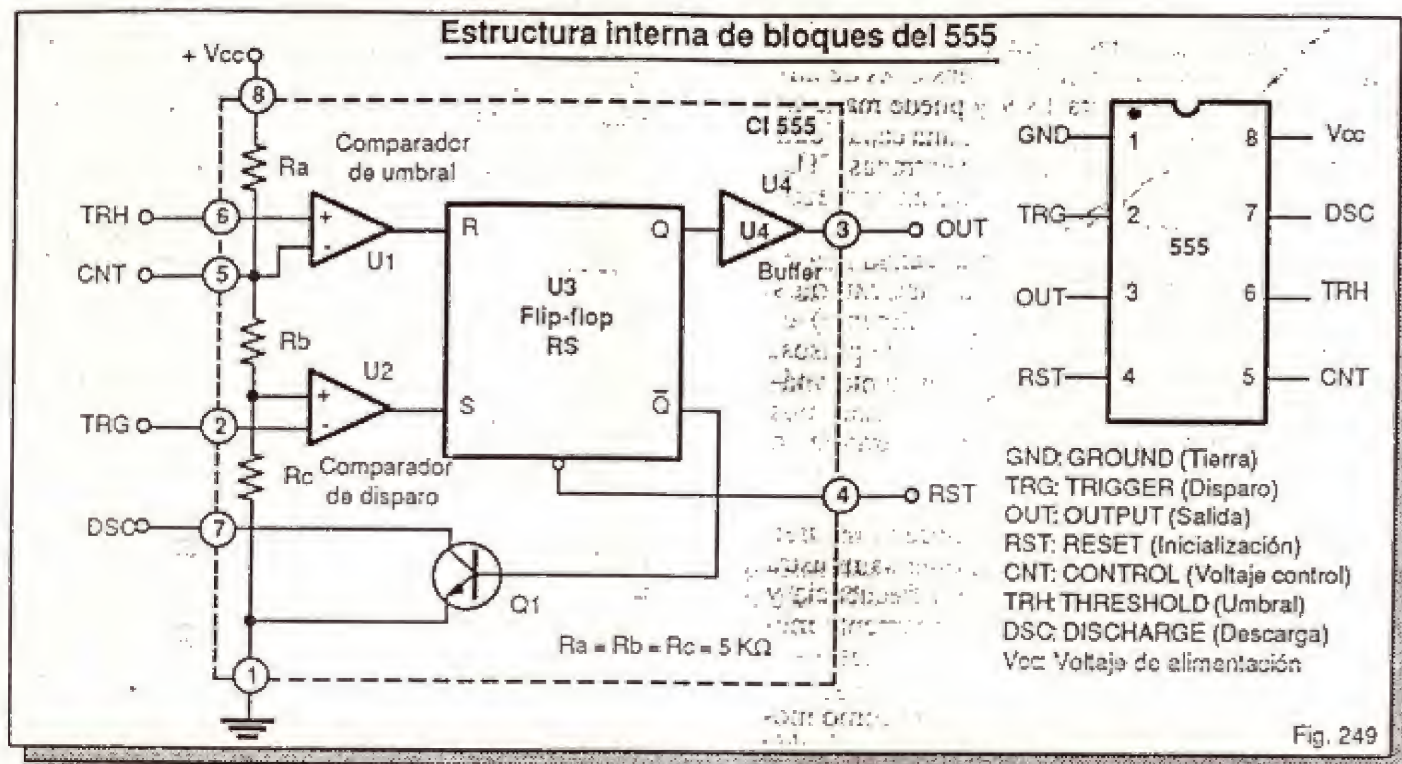 Estructura interna de bloques del 555
+ Vcc
8
CI 555
Ra
Comparador
de umbral
TRH
6
+
-
U1
CNT
5
R
Q
U3
Flip-flop
RS
S
Q̅
U4
U4
Buffer
3
OUT
Rb
U2
+
-
TRG
2
Rc
Comparador
de disparo
4
RST
DSC
7
Q1
Ra = Rb = Rc = 5 KΩ
1
GND 1 8 Vcc
TRG 2 7 DSC
555
OUT 3 6 TRH
RST 4 5 CNT
GND: GROUND (Tierra)
TRG: TRIGGER (Disparo)
OUT: OUTPUT (Salida)
RST: RESET (Inicialización)
CNT: CONTROL (Voltaje control)
TRH: THRESHOLD (Umbral)
DSC: DISCHARGE (Descarga)
Vcc: Voltaje de alimentación
Fig. 249